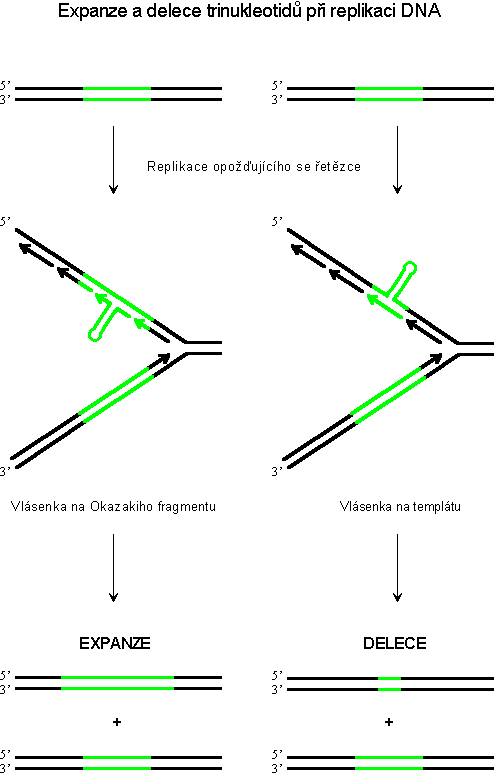 Expanze a delece trinukleotidů při replikaci DNA
5’ 5’
3’ 3’
Replikace opožďujícího se řetězce
5’ 5’
3’ 3’
Vlásenka na Okazakiho fragmentu Vlásenka na templátu
EXPANZE DELECE
5’ 5’
3’ 3’
+ +
5’ 5’
3’ 3’